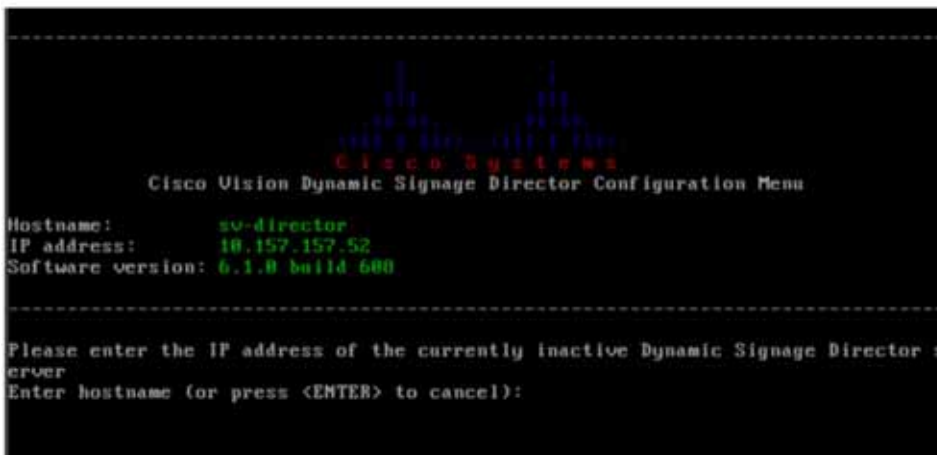 Cisco Systems
Cisco Vision Dynamic Signage Director Configuration Menu
Hostname: sv-director
IP address: 10.157.157.52
Software version: 6.1.0 build 600
Please enter the IP address of the currently inactive Dynamic Signage Director s
erver
Enter hostname (or press <ENTER> to cancel):